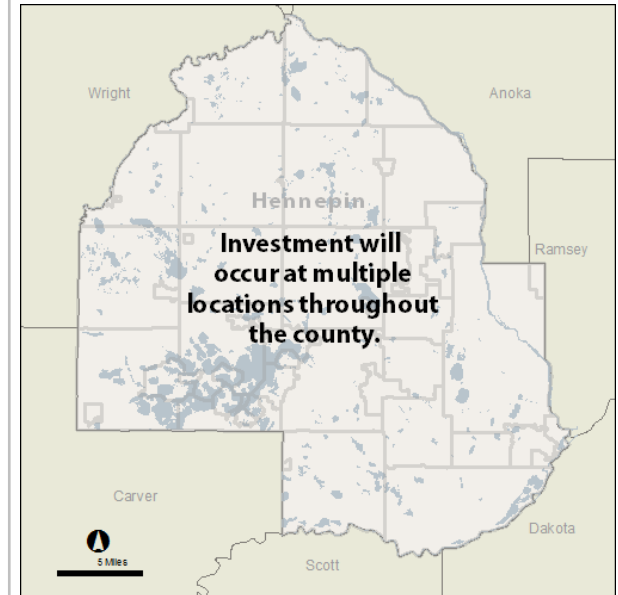 Wright
Anoka
Hennepin
Ramsey
Investment will
occur at multiple
locations throughout
the county.
Carver
Dakota
5 Miles
Scott